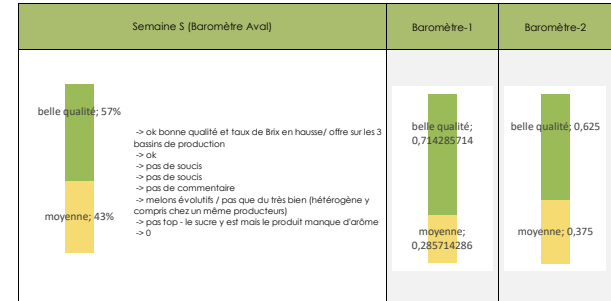 Semaine S (Baromètre Aval)
Baromètre-1
Baromètre-2
belle qualité; 57%
moyenne; 43%
-> ok bonne qualité et taux de Brix en hausse/ offre sur les 3
bassins de production
-> ok
-> pas de soucis
-> pas de soucis
-> pas de commentaire
-> melons évolutifs / pas que du très bien (hétérogène y
compris chez un même producteurs)
-> pas top - le sucre y est mais le produit manque d'arôme
-> 0
belle qualité;
0,714285714
moyenne;
0,285714286
belle qualité; 0,625
moyenne; 0,375